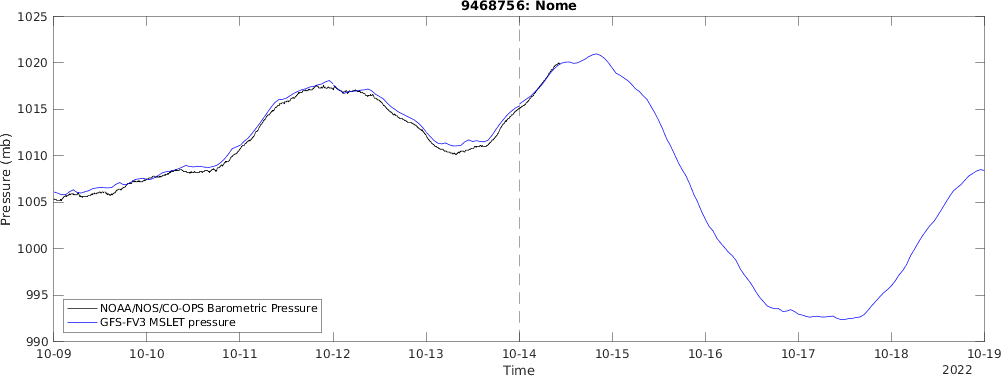 9468756: Nome
1025
1020
1015
1010
1005
1000
995
990
Pressure (mb)
NOAA/NOS/CO-OPS Barometric Pressure
GFS-FV3 MSLET pressure
10-09 10-10 10-11 10-12 10-13 10-14 10-15 10-16 10-17 10-18 10-19
Time
2022